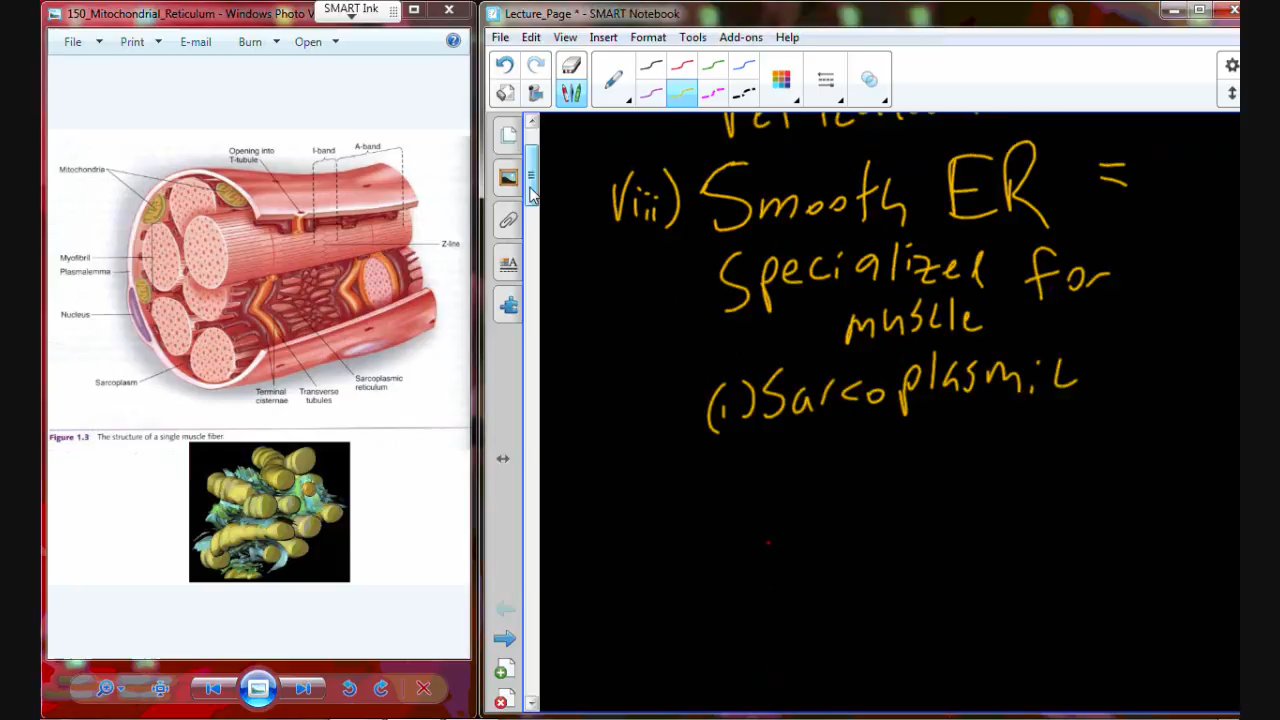 150_Mitochondrial_Reticulum - Windows Photo V
SMART Ink
File Print E-mail Burn Open
Opening into
T-tubule
I-band
A-band
Mitochondria
Z-line
Myofibril
Plasmalemma
Nucleus
Sarcoplasm
Terminal
cisternae
Transverse
tubules
Sarcoplasmic
reticulum
Figure 1.3 The structure of a single muscle fiber.
Lecture_Page * - SMART Notebook
File Edit View Insert Format Tools Add-ons Help
Viii) Smooth ER =
Specialized for
muscle
(1.) Sarcoplasmic